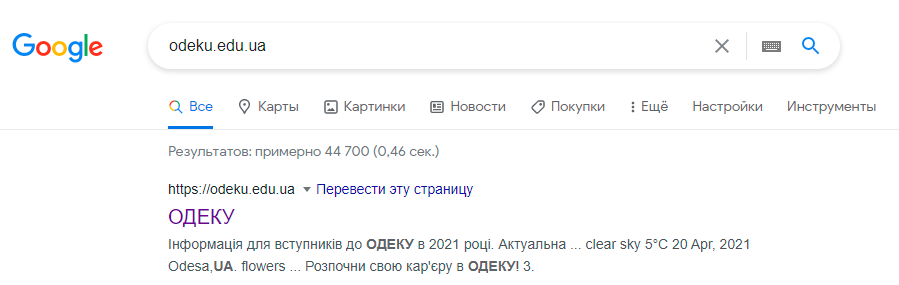 Google
odeku.edu.ua
Все Карты Картинки Новости Покупки Ещё Настройки Инструменты
Результатов: примерно 44 700 (0,46 сек.)
https://odeku.edu.ua Перевести эту страницу
ОДЕКУ
Інформація для вступників до ОДЕКУ в 2021 році. Актуальна ... clear sky 5°C 20 Apr, 2021
Odesa,UA. flowers ... Розпочни свою кар'єру в ОДЕКУ! 3.